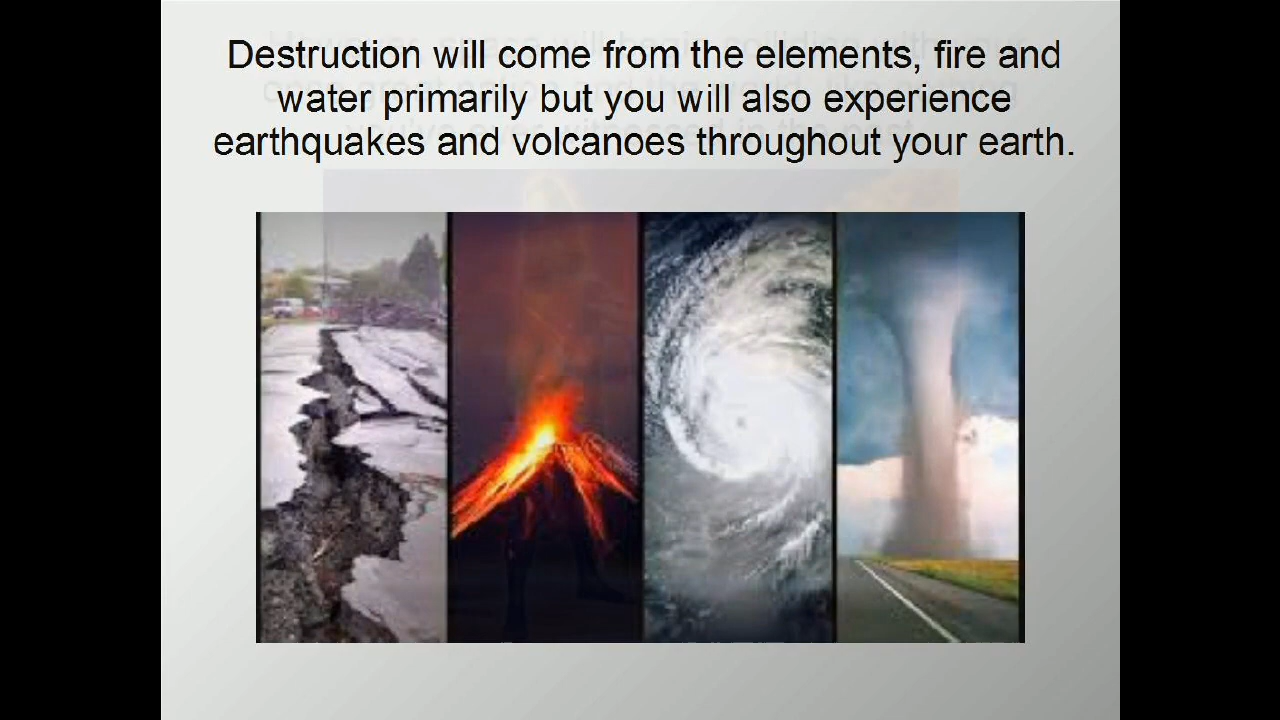 Destruction will come from the elements, fire and
water primarily but you will also experience
earthquakes and volcanoes throughout your earth.